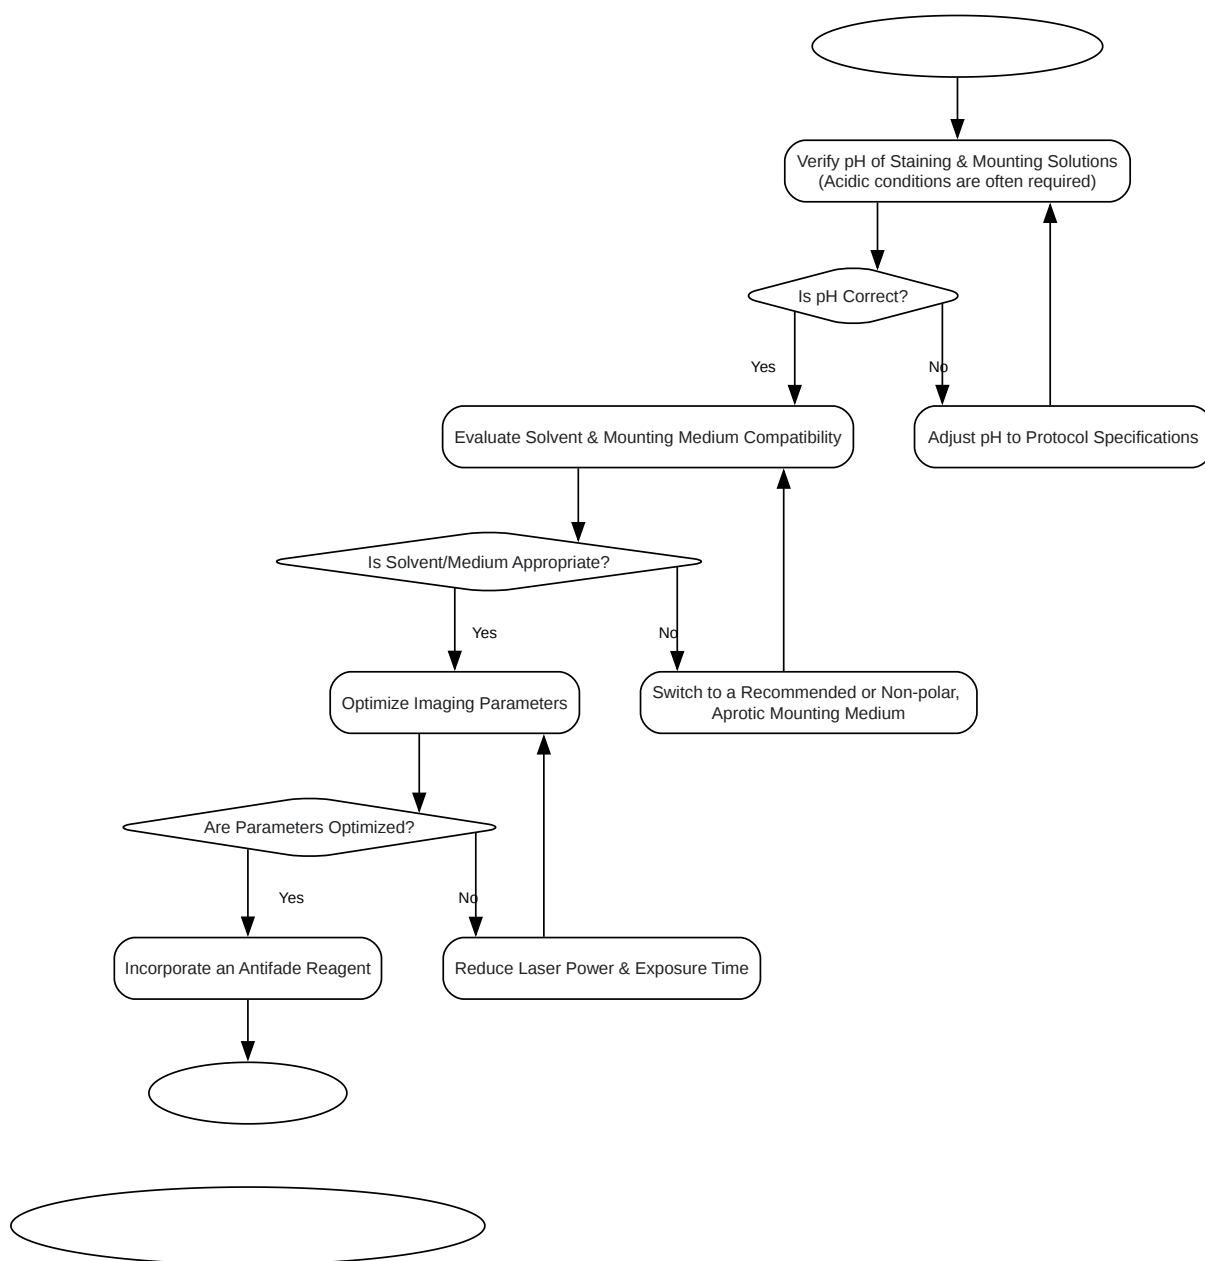 Verify pH of Staining & Mounting Solutions
(Acidic conditions are often required)
Is pH Correct?
Yes
No
Evaluate Solvent & Mounting Medium Compatibility
Adjust pH to Protocol Specifications
Is Solvent/Medium Appropriate?
Yes
No
Optimize Imaging Parameters
Switch to a Recommended or Non-polar,
Aprotic Mounting Medium
Are Parameters Optimized?
Yes
No
Incorporate an Antifade Reagent
Reduce Laser Power & Exposure Time